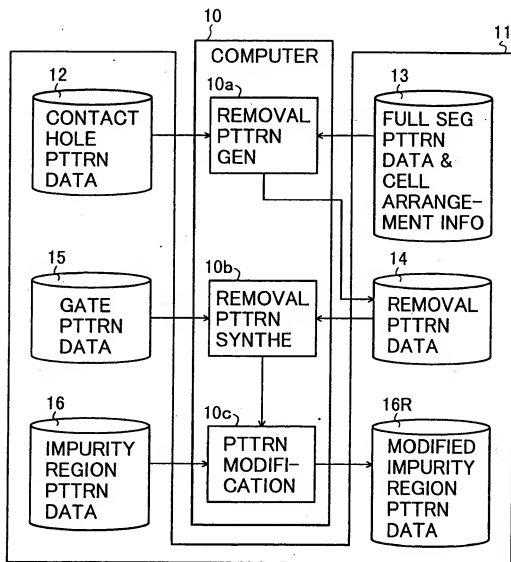 10
11
COMPUTER
12
CONTACT
HOLE
PTTRN
DATA
10a
REMOVAL
PTTRN
GEN
13
FULL SEG
PTTRN
DATA &
CELL
ARRANGE-
MENT INFO
15
GATE
PTTRN
DATA
10b
REMOVAL
PTTRN
SYNTHE
14
REMOVAL
PTTRN
DATA
16
IMPURITY
REGION
PTTRN
DATA
10c
PTTRN
MODIFI-
CATION
16R
MODIFIED
IMPURITY
REGION
PTTRN
DATA